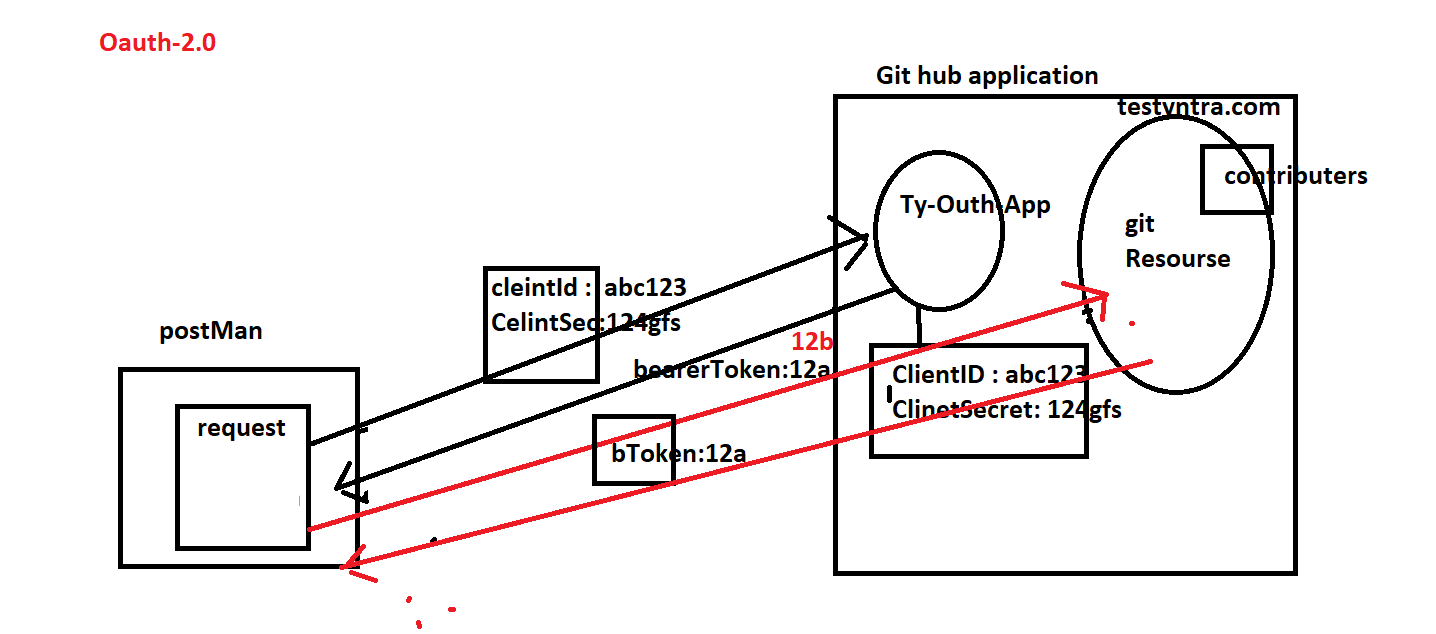 Oauth-2.0
Git hub application
testyntra.com
contributers
Ty-Outh-App
git
Resourse
cleintId : abc123
CelintSec:124gfs
postMan
12b
bearerToken:12a
ClientID : abc123
ClinetSecret: 124gfs
request
bToken:12a